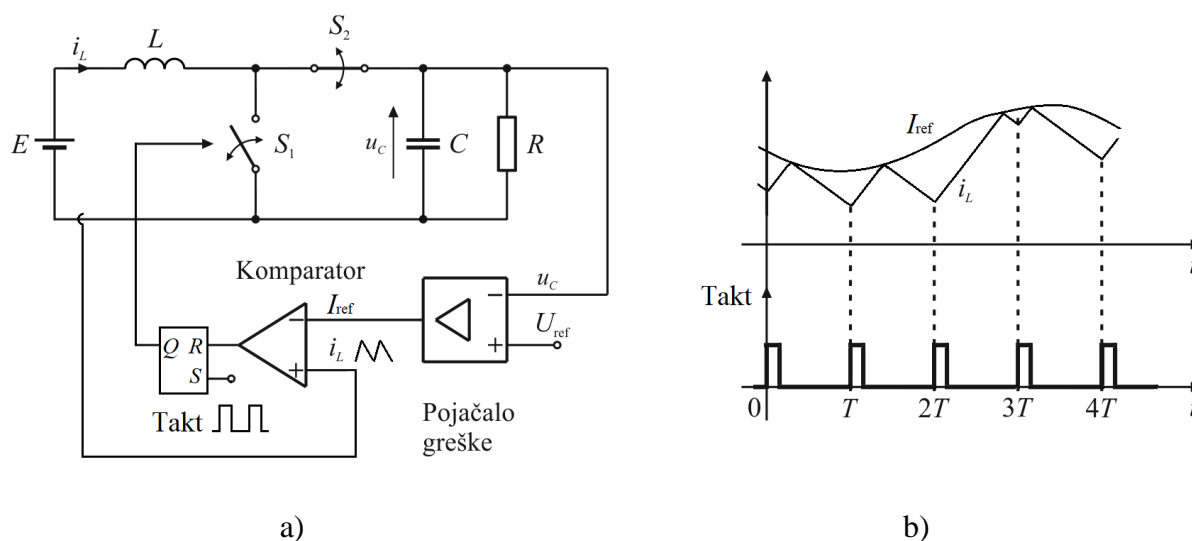 i_L
L
S_2
E
S_1
u_C
C
R
Komparator
I_ref
u_C
U_ref
i_L
Q R
S
Takt
Pojačalo
greške
a)
I_ref
i_L
t
Takt
0 T 2T 3T 4T t
b)